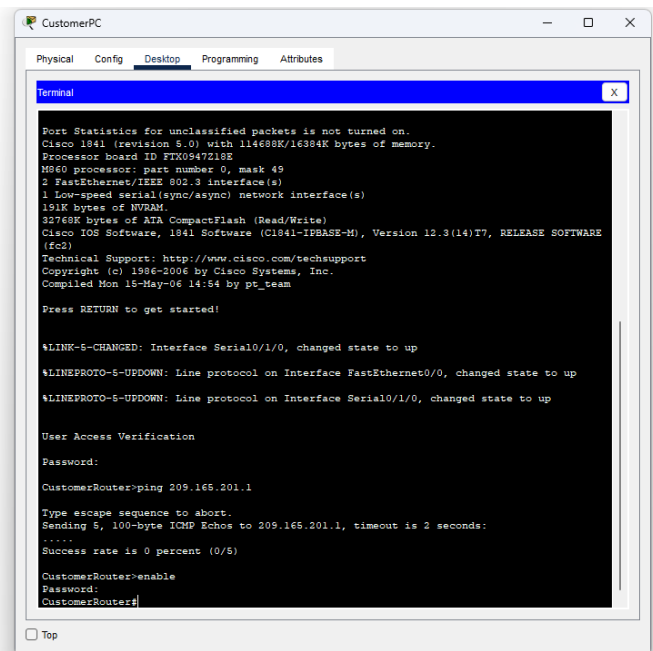 CustomerPC
Physical Config Desktop Programming Attributes
Terminal X
Port Statistics for unclassified packets is not turned on.
Cisco 1841 (revision 5.0) with 114688K/16384K bytes of memory.
Processor board ID FTX0947Z18E
M860 processor: part number 0, mask 49
2 FastEthernet/IEEE 802.3 interface(s)
1 Low-speed serial(sync/async) network interface(s)
191K bytes of NVRAM.
32768K bytes of ATA CompactFlash (Read/Write)
Cisco IOS Software, 1841 Software (C1841-IPBASE-M), Version 12.3(14)T7, RELEASE SOFTWARE
(fc2)
Technical Support: http://www.cisco.com/techsupport
Copyright (c) 1986-2006 by Cisco Systems, Inc.
Compiled Mon 15-May-06 14:54 by pt_team
Press RETURN to get started!
%LINK-5-CHANGED: Interface Serial0/1/0, changed state to up
%LINEPROTO-5-UPDOWN: Line protocol on Interface FastEthernet0/0, changed state to up
%LINEPROTO-5-UPDOWN: Line protocol on Interface Serial0/1/0, changed state to up
User Access Verification
Password:
CustomerRouter>ping 209.165.201.1
Type escape sequence to abort.
Sending 5, 100-byte ICMP Echos to 209.165.201.1, timeout is 2 seconds:
.....
Success rate is 0 percent (0/5)
CustomerRouter>enable
Password:
CustomerRouter#
Top